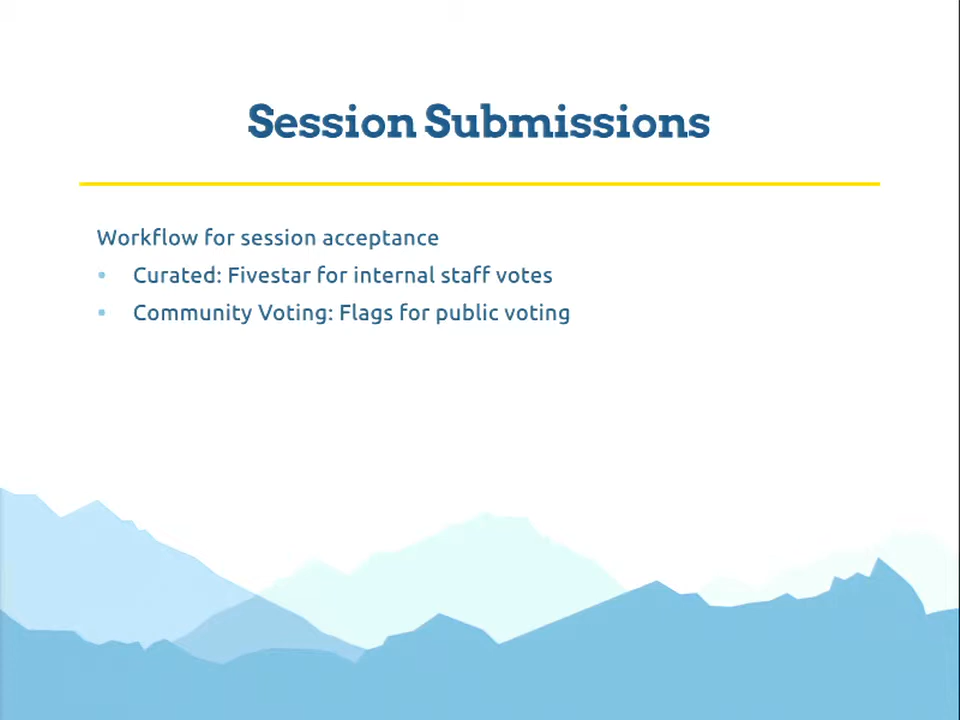 Session Submissions
Workflow for session acceptance
• Curated: Fivestar for internal staff votes
• Community Voting: Flags for public voting